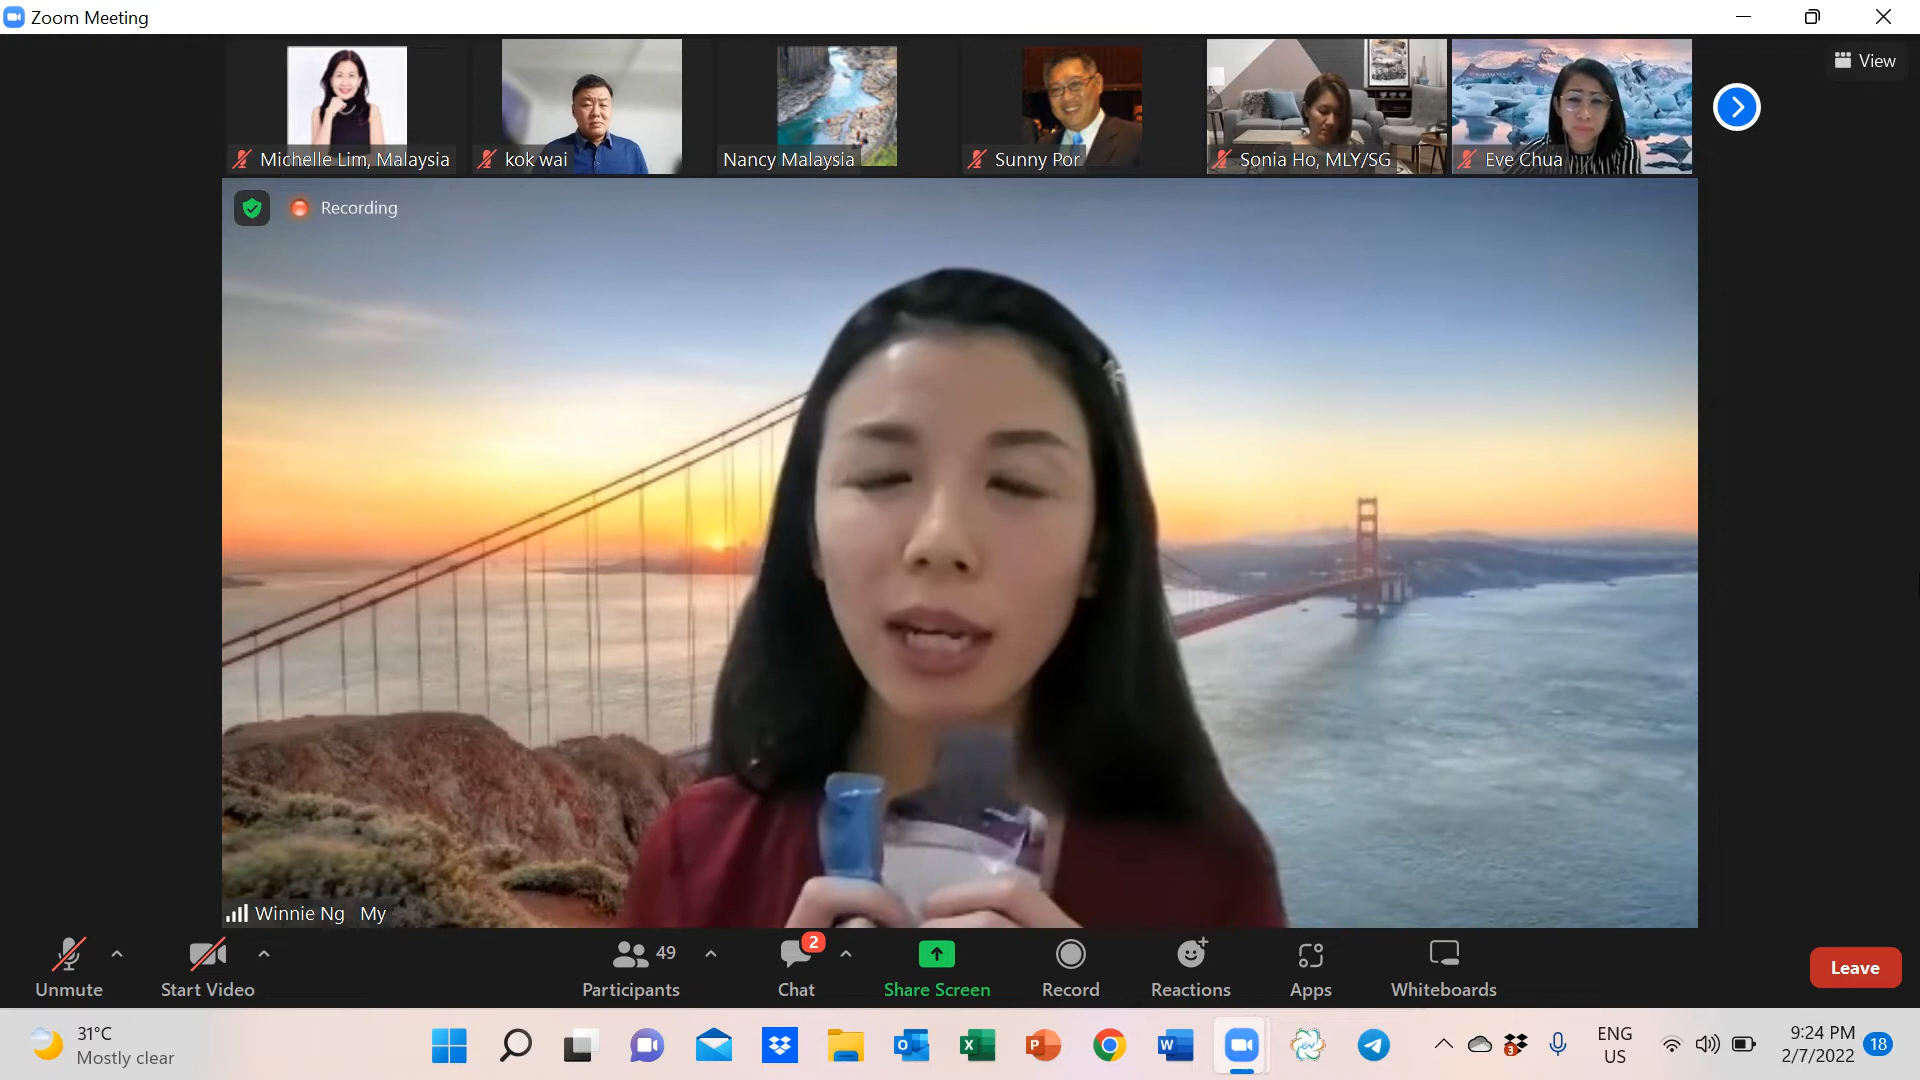 Zoom Meeting
View
Michelle Lim, Malaysia
kok wai
Nancy Malaysia
Sunny Por
Sonia Ho, MLY/SG
Eve Chua
Recording
Winnie Ng My
49
2
Unmute
Start Video
Participants
Chat
Share Screen
Record
Reactions
Apps
Whiteboards
Leave
31°C
Mostly clear
ENG
US
9:24 PM
2/7/2022
18
3